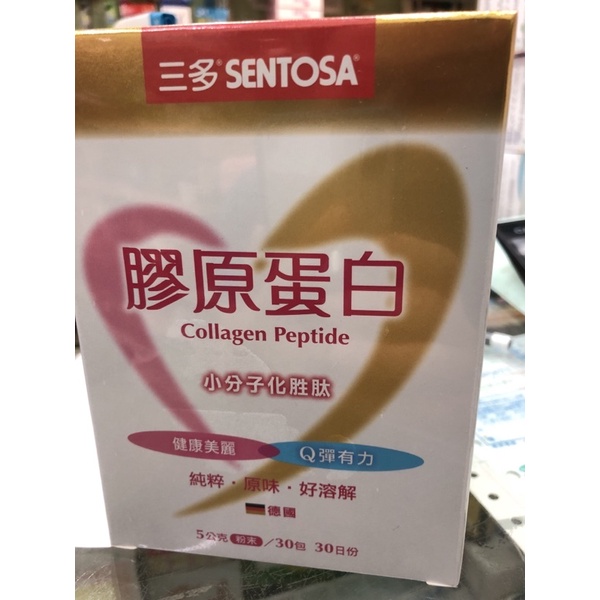 三多® SENTOSA®
膠原蛋白
Collagen Peptide
小分子化胜肽
健康美麗 Q彈有力
純粹・原味・好溶解
德國
5公克 粉末/30包 30日份